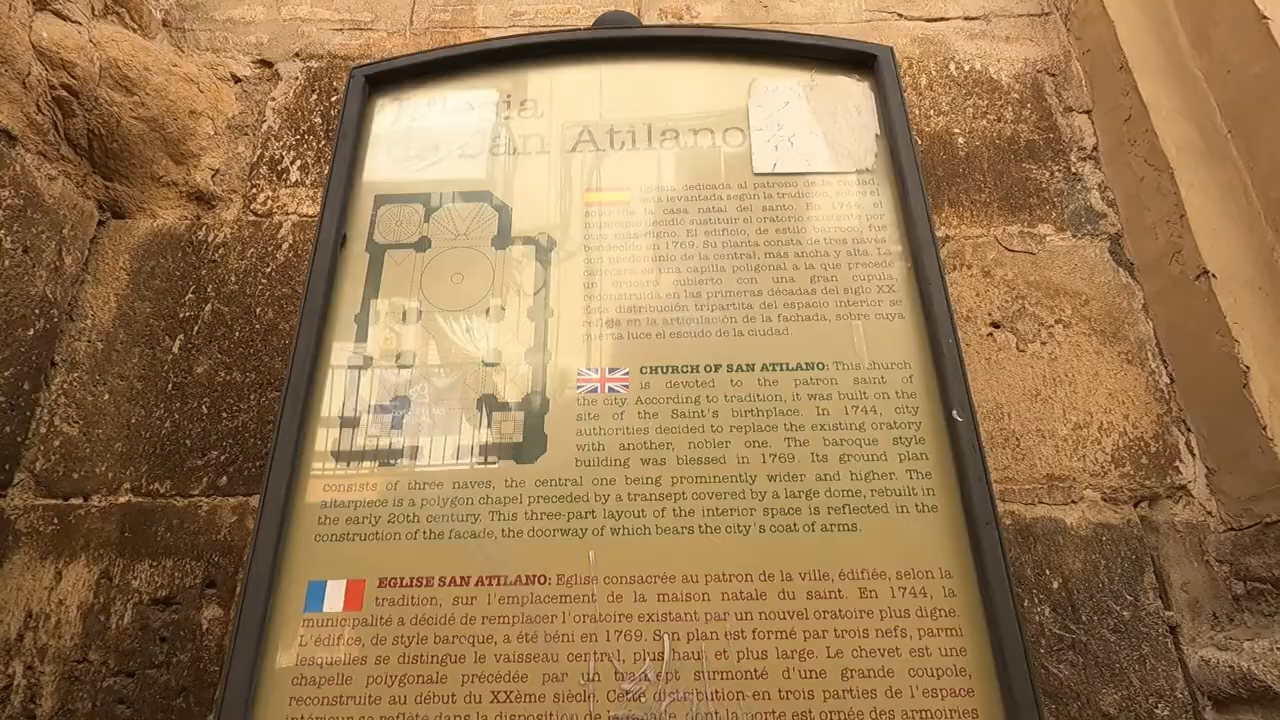 Iglesia
de San Atilano
Iglesia dedicada al patrono de la ciudad,
está levantada según la tradición, sobre el
solar de la casa natal del santo. En 1744, el
municipio decidió sustituir el oratorio existente por
otro más digno. El edificio, de estilo barroco, fue
bendecido en 1769. Su planta consta de tres naves
con predominio de la central, más ancha y alta. La
cabecera es una capilla poligonal a la que precede
un crucero cubierto con una gran cúpula,
reconstruida en las primeras décadas del siglo XX.
Esta distribución tripartita del espacio interior se
refleja en la articulación de la fachada, sobre cuya
puerta luce el escudo de la ciudad.
CHURCH OF SAN ATILANO: This church
is devoted to the patron saint of
the city. According to tradition, it was built on the
site of the Saint's birthplace. In 1744, city
authorities decided to replace the existing oratory
with another, nobler one. The baroque style
building was blessed in 1769. Its ground plan
consists of three naves, the central one being prominently wider and higher. The
altarpiece is a polygon chapel preceded by a transept covered by a large dome, rebuilt in
the early 20th century. This three-part layout of the interior space is reflected in the
construction of the facade, the doorway of which bears the city's coat of arms.
EGLISE SAN ATILANO: Eglise consacrée au patron de la ville, édifiée, selon la
tradition, sur l'emplacement de la maison natale du saint. En 1744, la
municipalité a décidé de remplacer l'oratoire existant par un nouvel oratoire plus digne.
L'édifice, de style barcque, a été béni en 1769. Son plan est formé par trois nefs, parmi
lesquelles se distingue le vaisseau central, plus haut et plus large. Le chevet est une
chapelle polygonale précédée par un transept surmonté d'une grande coupole,
reconstruite au début du XXème siècle. Cette distribution en trois parties de l'espace
intérieur se reflète dans la disposition de la façade, dont la porte est ornée des armoiries